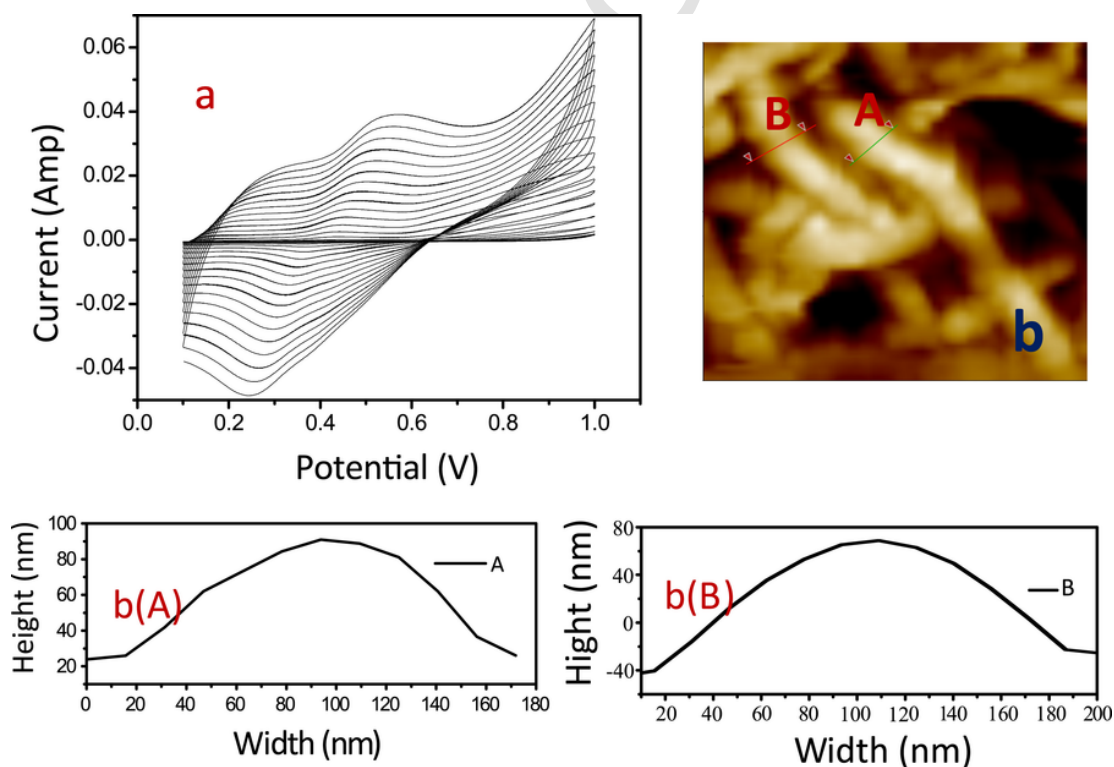 a
Current (Amp)
0.06
0.04
0.02
0.00
-0.02
-0.04
0.0 0.2 0.4 0.6 0.8 1.0
Potential (V)
B A
b
Height (nm)
100
80
60
40
20
b(A)
A
0 20 40 60 80 100 120 140 160 180
Width (nm)
Hight (nm)
80
40
0
-40
b(B)
B
20 40 60 80 100 120 140 160 180 200
Width (nm)